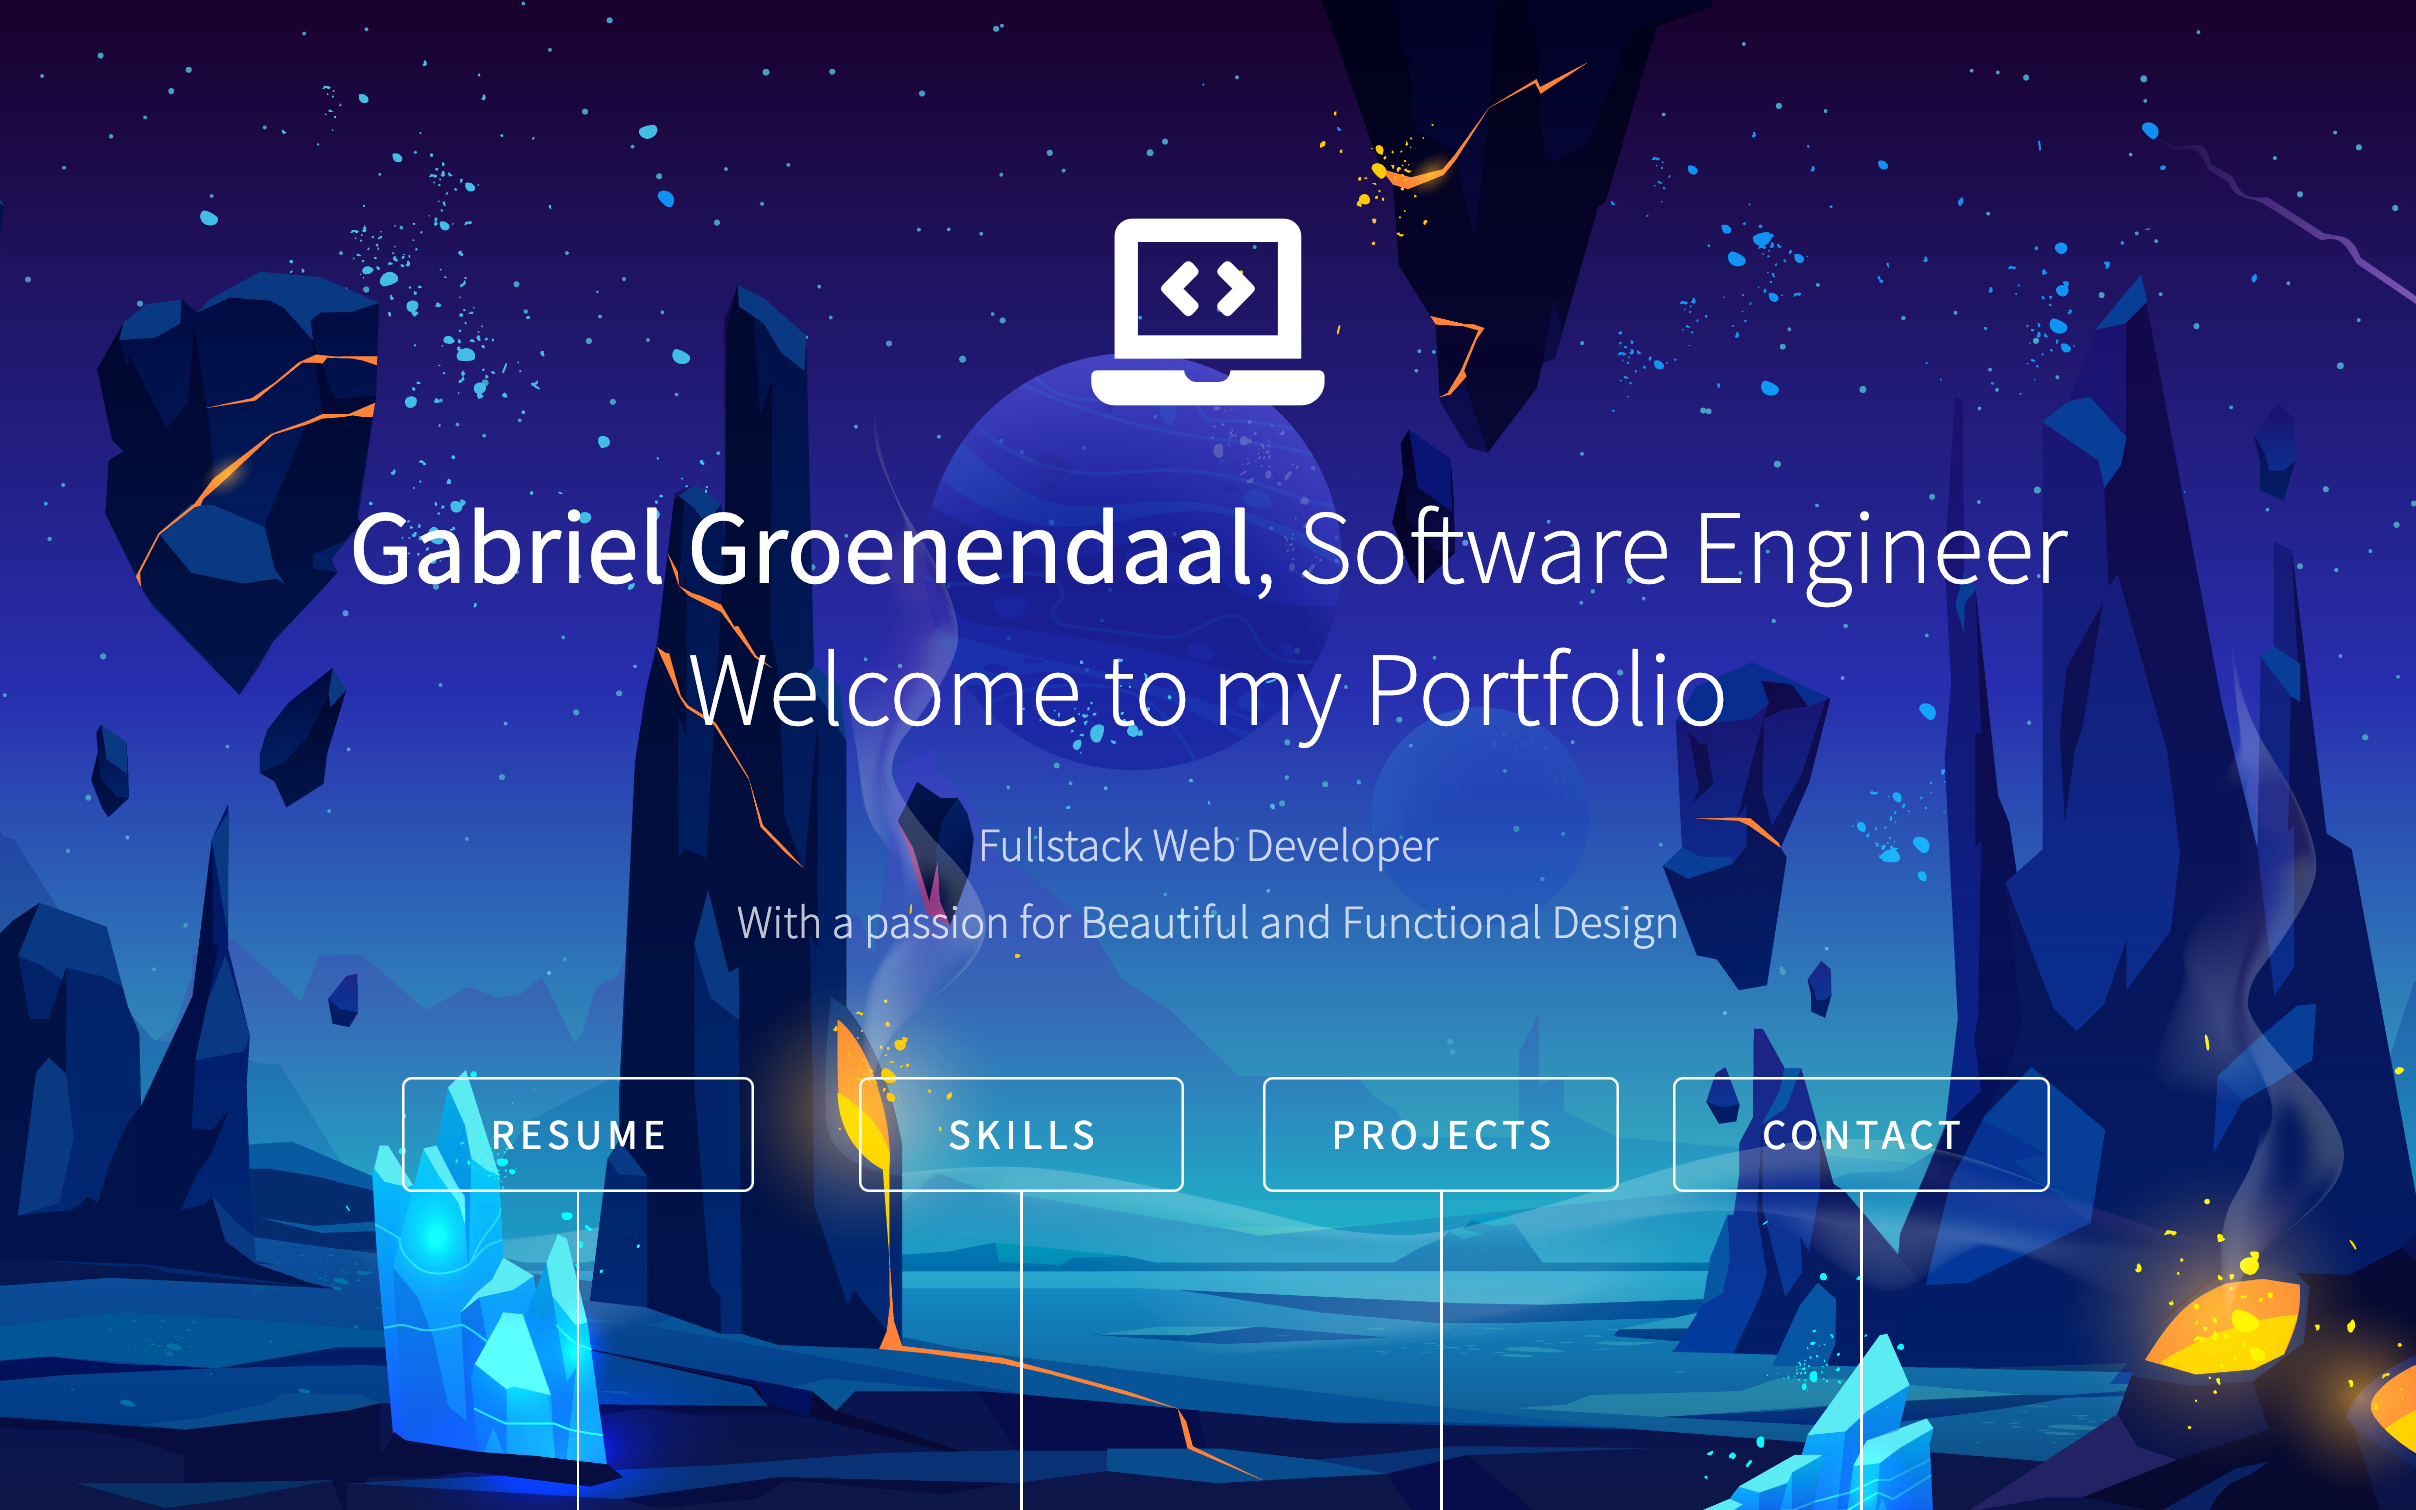 Gabriel Groenendaal, Software Engineer
Welcome to my Portfolio
Fullstack Web Developer
With a passion for Beautiful and Functional Design
RESUME
SKILLS
PROJECTS
CONTACT